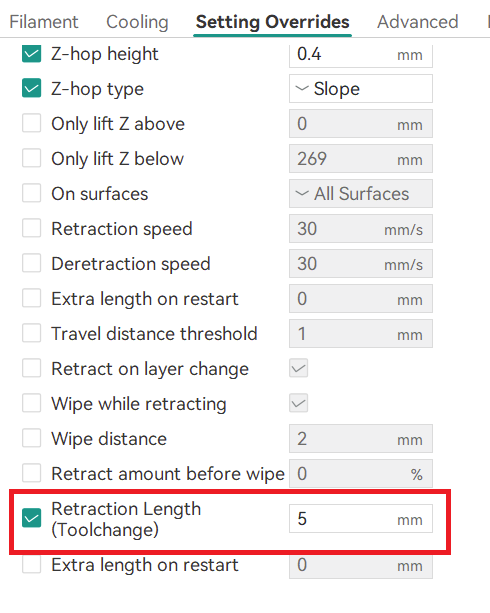 Filament Cooling Setting Overrides Advanced
Z-hop height 0.4 mm
Z-hop type Slope
Only lift Z above 0 mm
Only lift Z below 269 mm
On surfaces All Surfaces
Retraction speed 30 mm/s
Deretraction speed 30 mm/s
Extra length on restart 0 mm
Travel distance threshold 1 mm
Retract on layer change
Wipe while retracting
Wipe distance 2 mm
Retract amount before wipe 0 %
Retraction Length
(Toolchange) 5 mm
Extra length on restart 0 mm